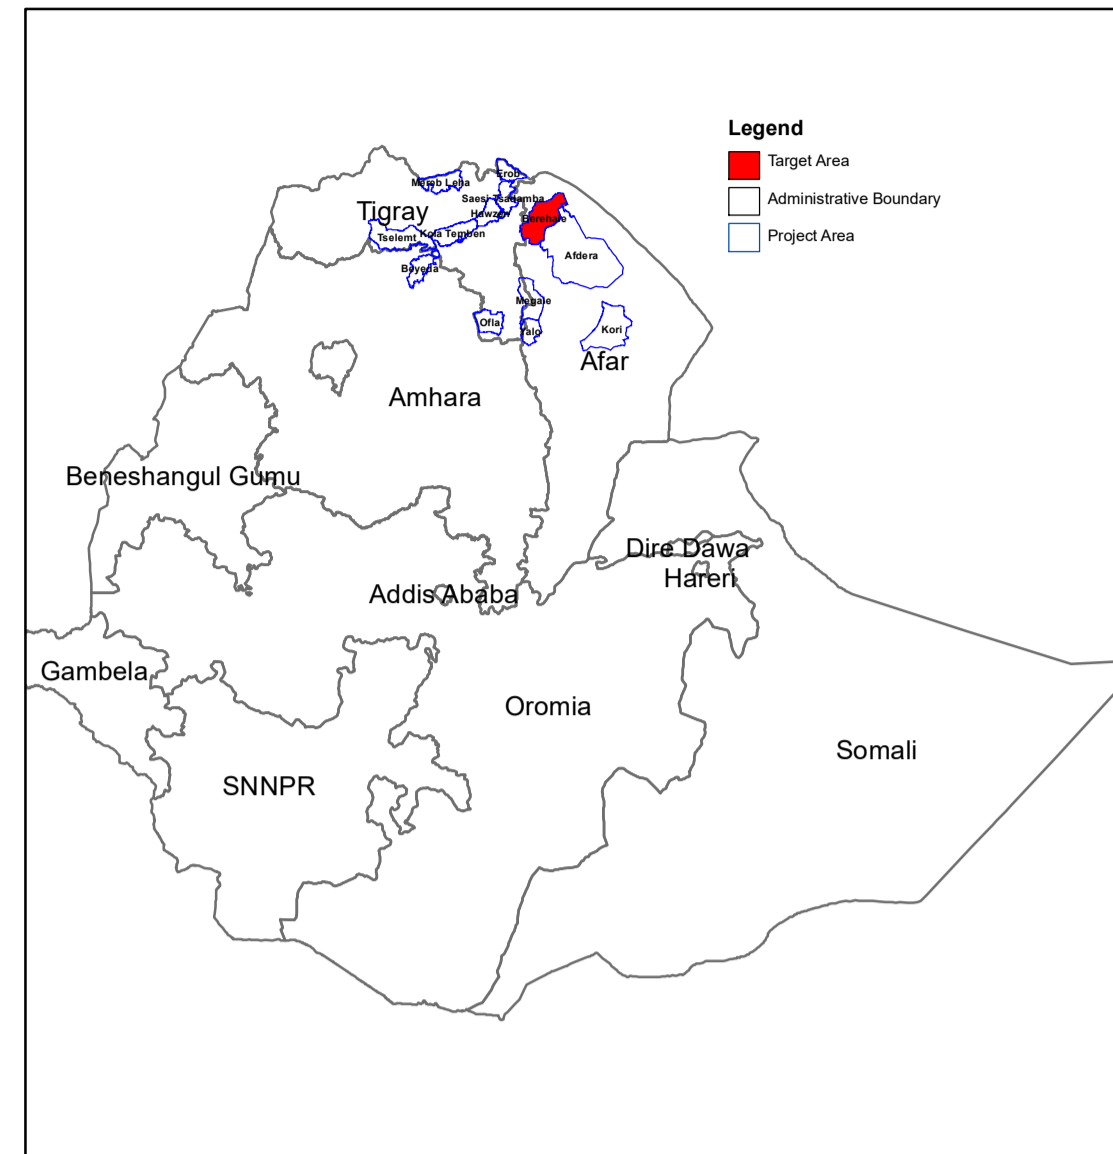 Legend
Target Area
Administrative Boundary
Project Area
Erob
Mereb Leha
Saesi Tsadamba
Tigray
Hawzen
Berehale
Kola Temben
Tselemt
Afdera
Beyeda
Megale
Ofla
Yalo
Kori
Afar
Amhara
Beneshangul Gumu
Dire Dawa
Hareri
Addis Ababa
Gambela
Oromia
Somali
SNNPR